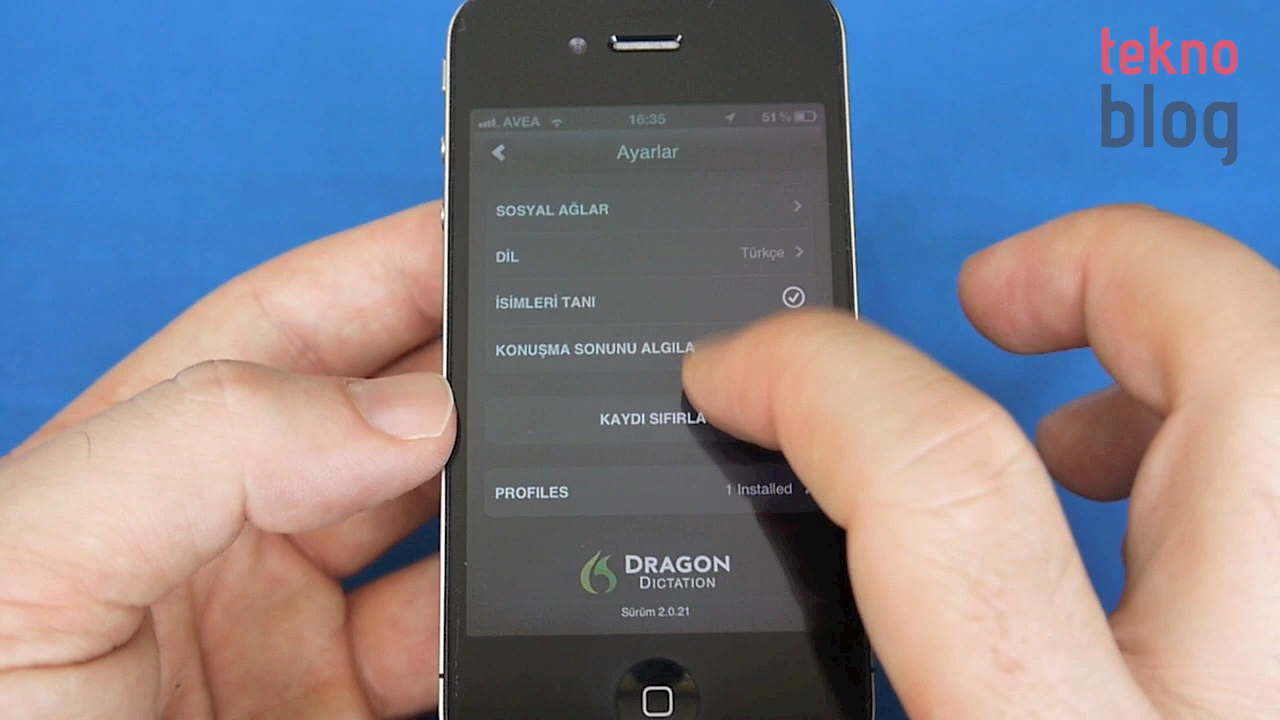 tekno
blog
AVEA 16:35 51%
Ayarlar
SOSYAL AĞLAR
DİL Türkçe
İSİMLERİ TANI
KONUŞMA SONUNU ALGILA
KAYDI SIFIRLA
PROFILES 1 Installed
DRAGON
DICTATION
Sürüm 2.0.21